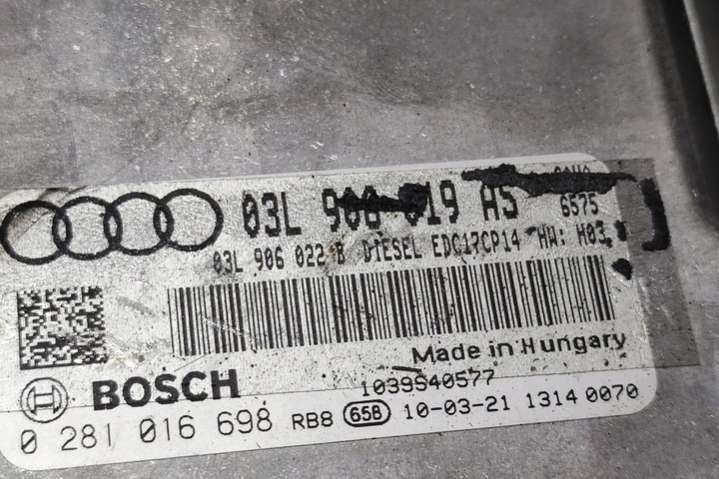 03L 906 019 AS
6575
03L 906 022 B DIESEL EDC17CP14 HW: H03
Made in Hungary
BOSCH
1039S40577
0 281 016 698 RB8 658 10-03-21 1314 0070